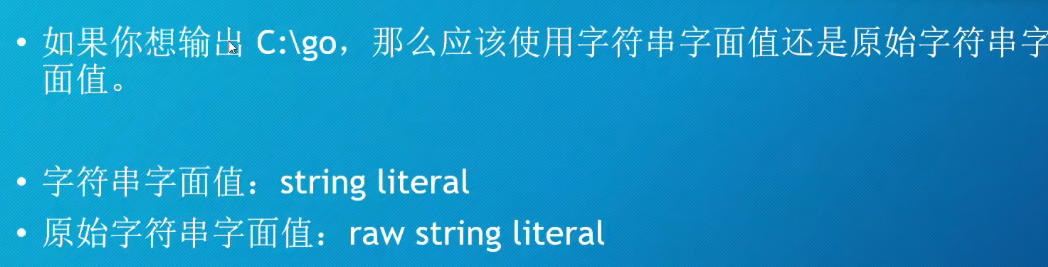 • 如果你想输出 C:\go，那么应该使用字符串字面值还是原始字符串字
面值。
• 字符串字面值：string literal
• 原始字符串字面值：raw string literal